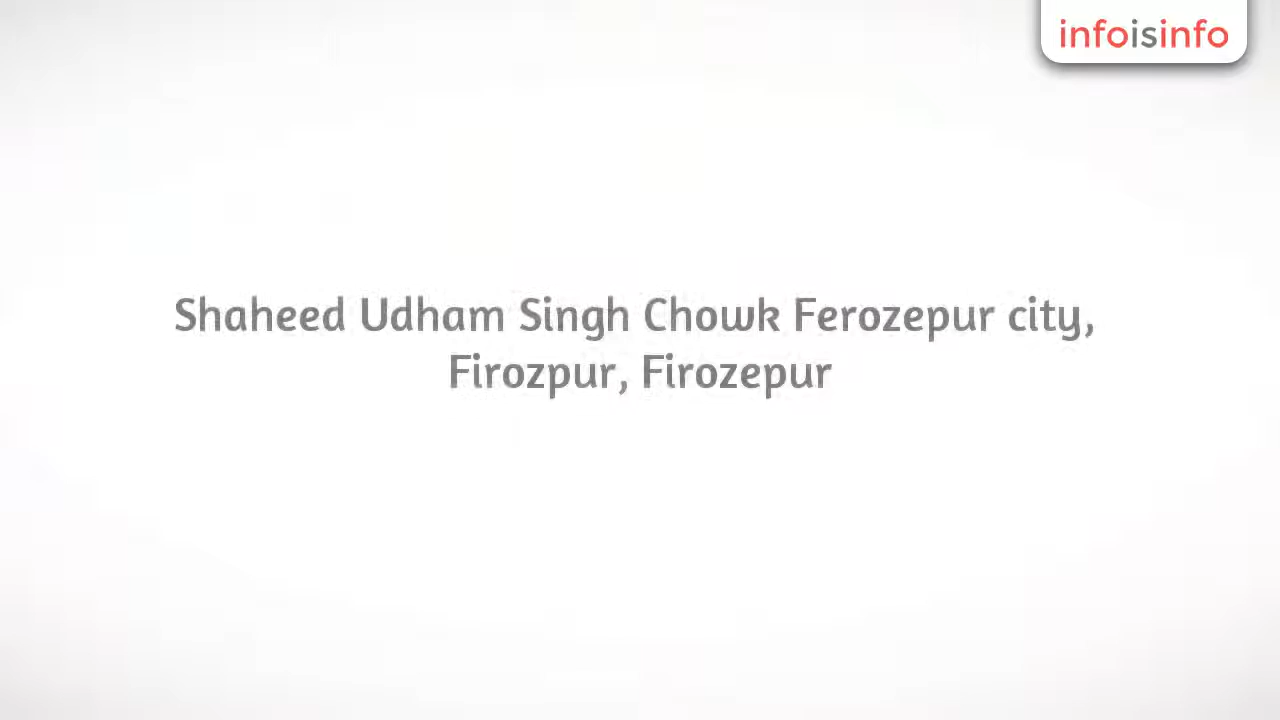 infoisinfo
Shaheed Udham Singh Chowk Ferozepur city,
Firozpur, Firozepur